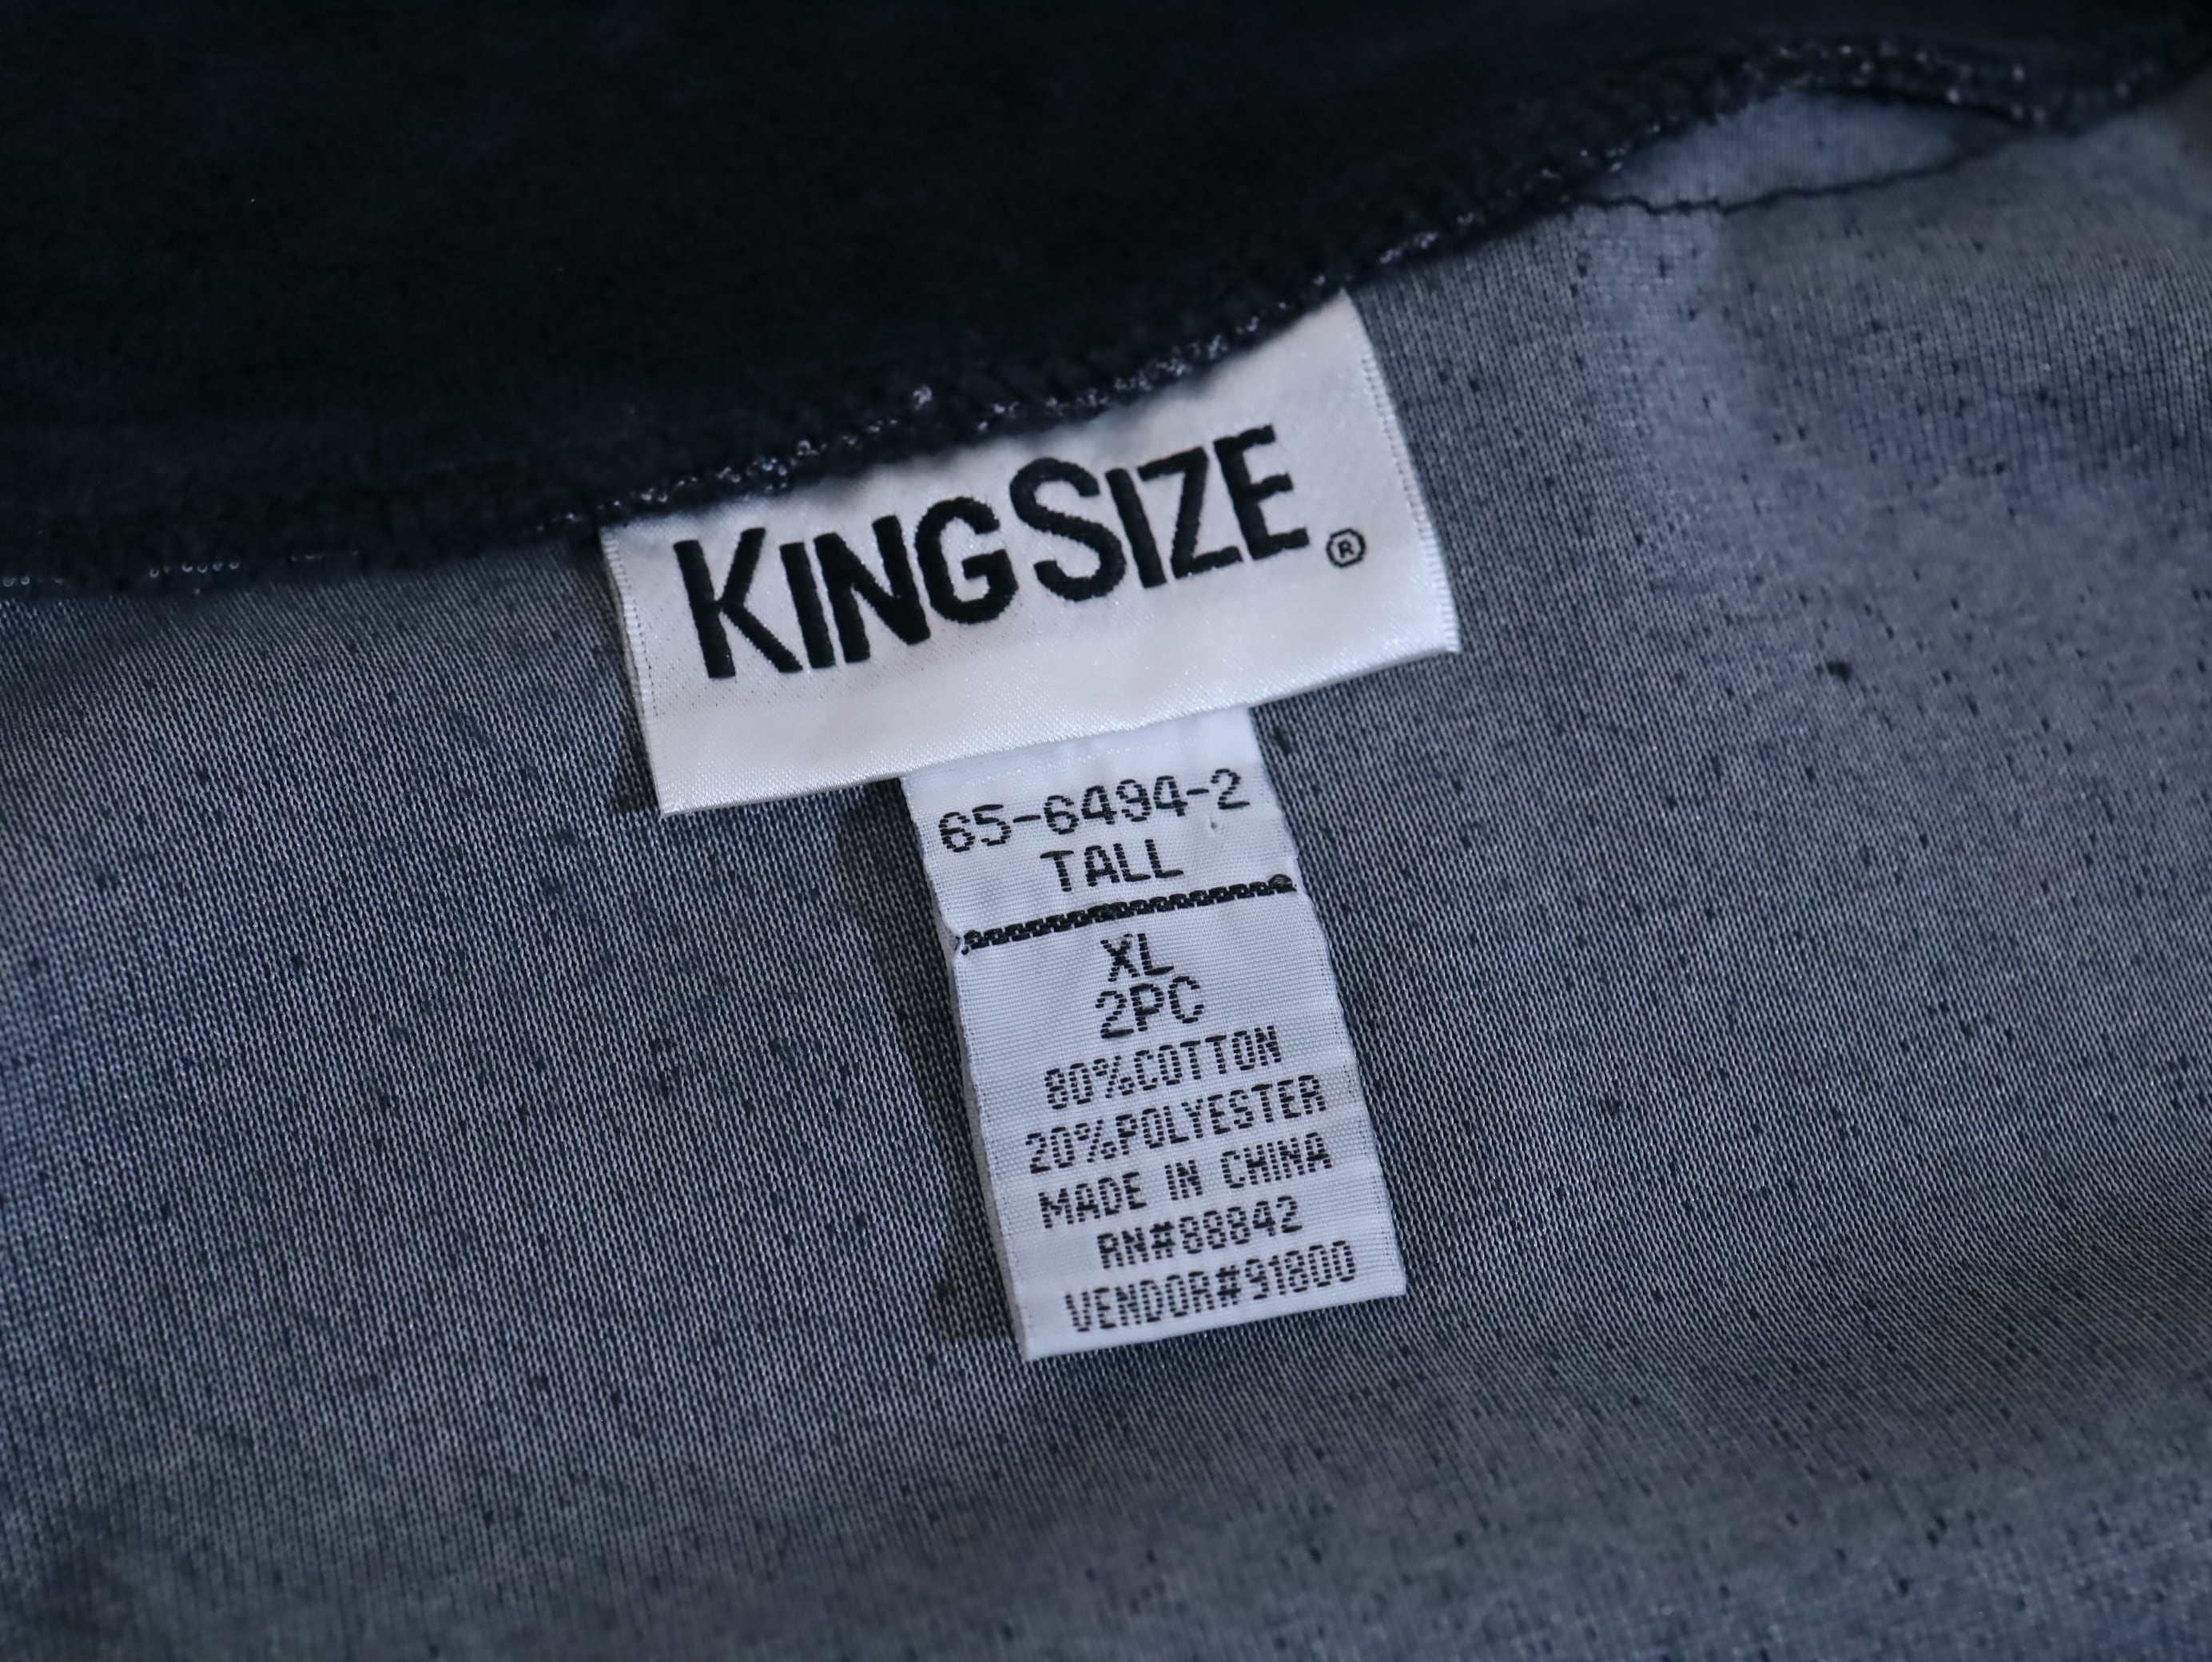 KINGSIZE®
65-6494-2
TALL
XL
2PC
80%COTTON
20%POLYESTER
MADE IN CHINA
RN#88842
VENDOR#91800